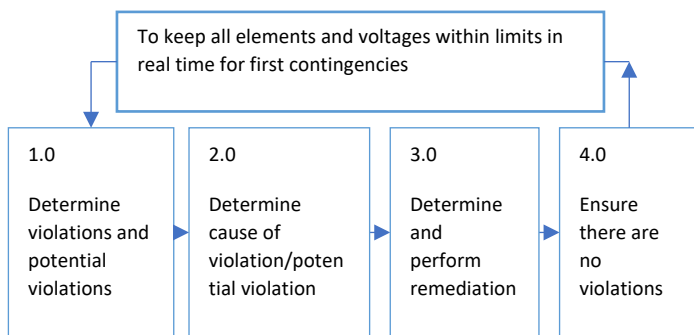 To keep all elements and voltages within limits in
real time for first contingencies
1.0
Determine
violations and
potential
violations
2.0
Determine
cause of
violation/poten
tial violation
3.0
Determine
and
perform
remediation
4.0
Ensure
there are
no
violations